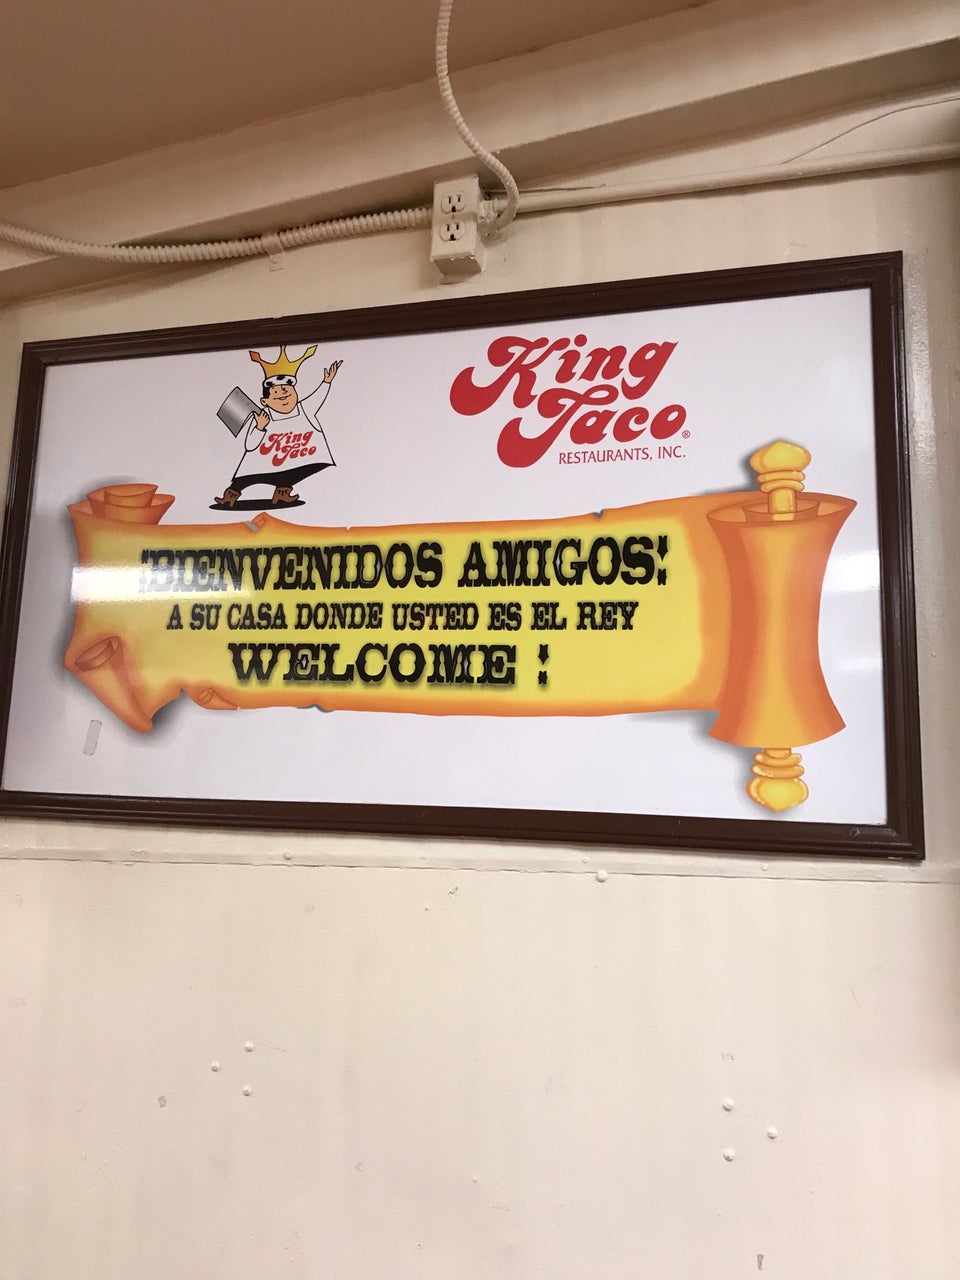 King
Taco
King
Taco®
RESTAURANTS, INC.
¡BIENVENIDOS AMIGOS!
A SU CASA DONDE USTED ES EL REY
WELCOME !